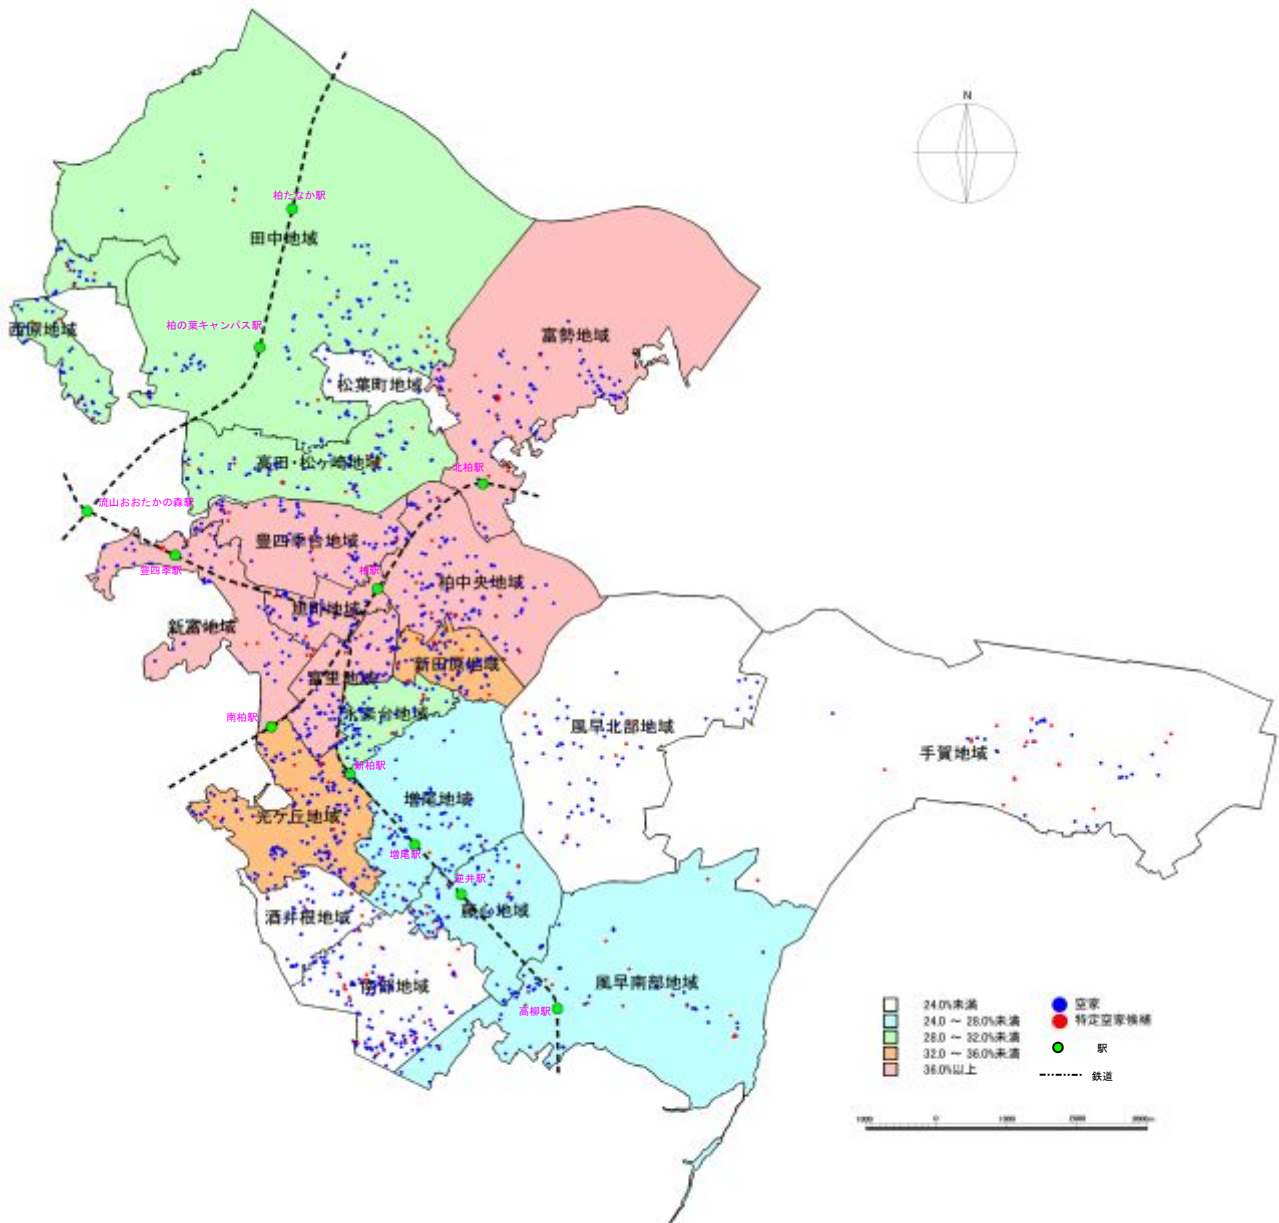 N
柏たなか駅
田中地域
柏の葉キャンパス駅
西原地域
富勢地域
松葉町地域
高田・松ヶ崎地域
北柏駅
流山おおたかの森駅
豊四季台地域
豊四季駅
柏駅
柏中央地域
旭町地域
新富地域
新田原地域
富里地域
永楽台地域
南柏駅
風早北部地域
手賀地域
新柏駅
増尾地域
光ケ丘地域
増尾駅
逆井駅
藤心地域
酒井根地域
南部地域
風早南部地域
高柳駅
24.0%未満
24.0 ～ 28.0%未満
28.0 ～ 32.0%未満
32.0 ～ 36.0%未満
36.0%以上
空家
特定空家候補
駅
鉄道
1000 0 1000 2000 3000m